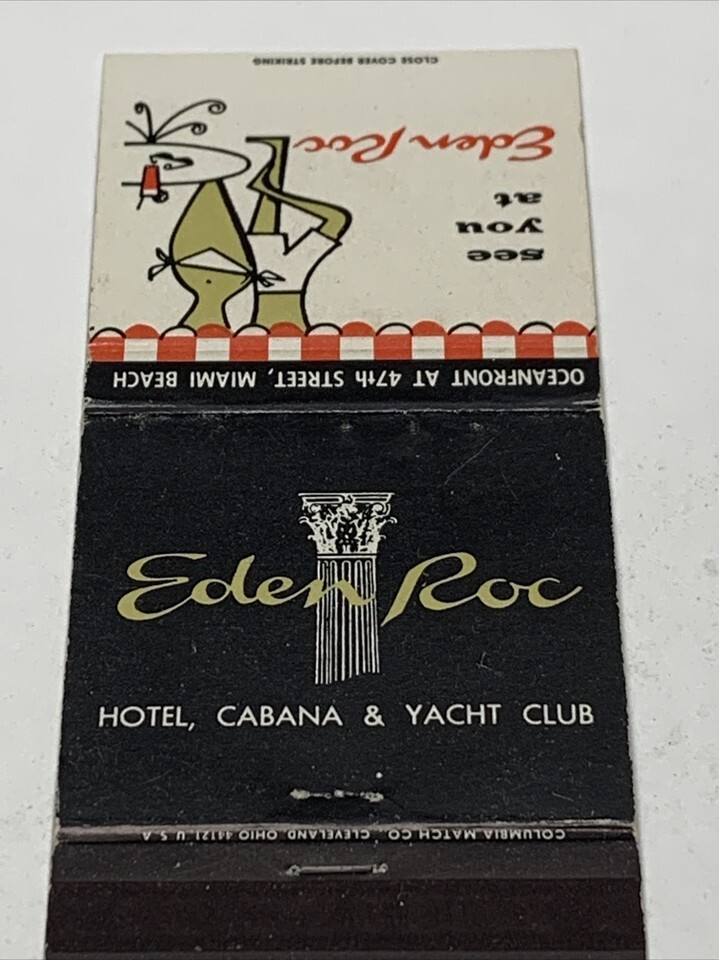 CLOSE COVER BEFORE STRIKING
see
you
at
Eden Roc
OCEANFRONT AT 47th STREET, MIAMI BEACH
Eden Roc
HOTEL, CABANA & YACHT CLUB
COLUMBIA MATCH CO., CLEVELAND, OHIO 44121, U.S.A